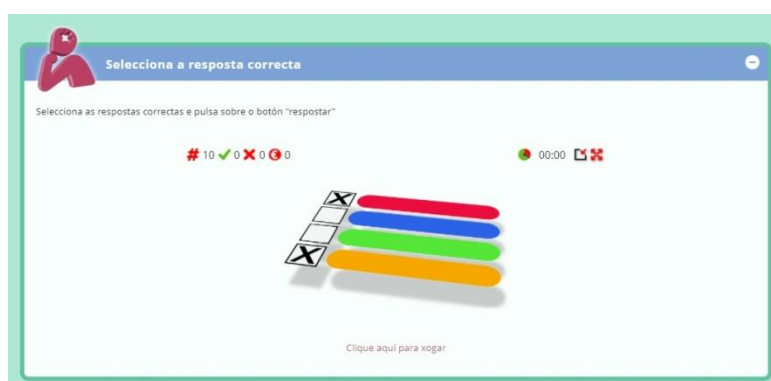 Selecciona a resposta correcta
Selecciona as respostas correctas e pulsa sobre o botón "respostar"
# 10 0 0 0 00:00
Clique aquí para xogar